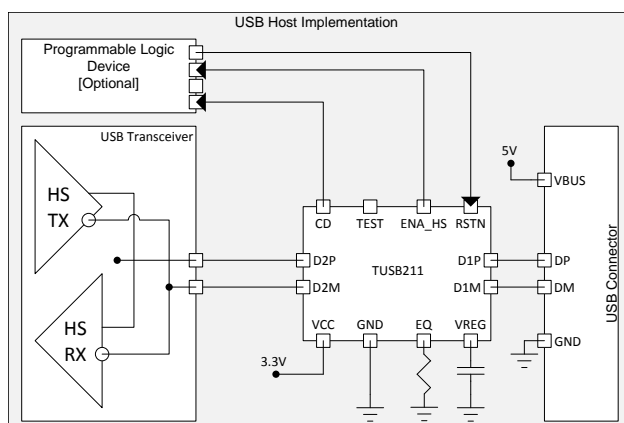 USB Host Implementation
Programmable Logic
Device
[Optional]
USB Transceiver
HS
TX
HS
RX
CD
TEST
ENA_HS
RSTN
D2P
D2M
TUSB211
D1P
D1M
VCC
GND
EQ
VREG
3.3V
5V
VBUS
DP
DM
GND
USB Connector